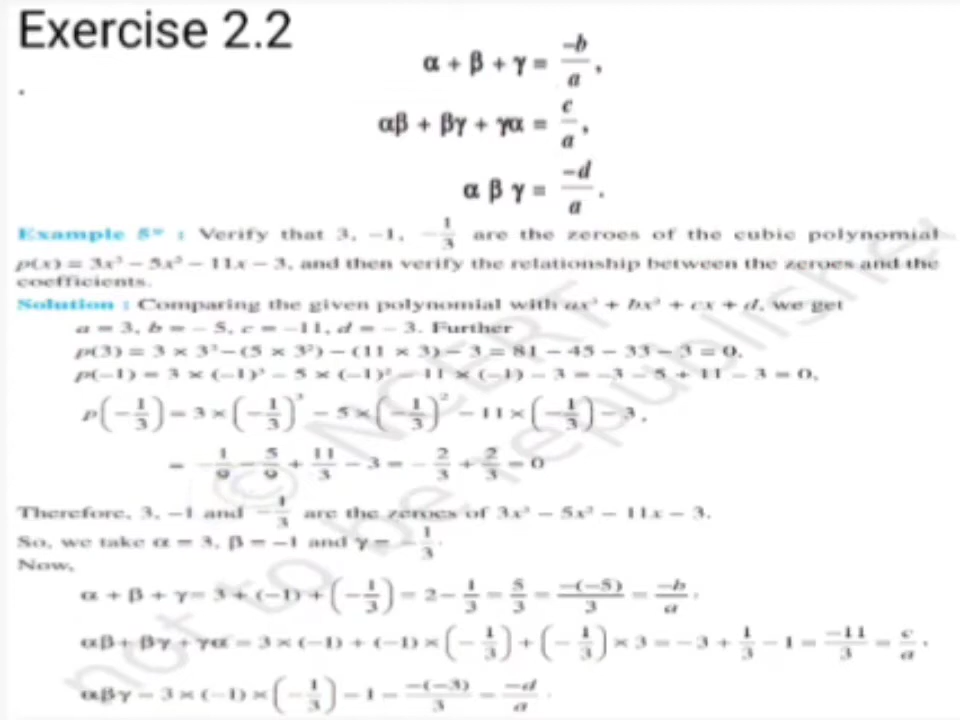 Exercise 2.2
α + β + γ = −b/a ,
.
αβ + βγ + γα = c/a ,
α β γ = −d/a .
Example 5* : Verify that 3, −1, −1/3 are the zeroes of the cubic polynomial
p(x) = 3x³ − 5x² − 11x − 3, and then verify the relationship between the zeroes and the
coefficients.
Solution : Comparing the given polynomial with ax³ + bx² + cx + d, we get
a = 3, b = − 5, c = −11, d = − 3. Further
p(3) = 3 × 3³ − (5 × 3²) − (11 × 3) − 3 = 81 − 45 − 33 − 3 = 0,
p(−1) = 3 × (−1)³ − 5 × (−1)² − 11 × (−1) − 3 = −3 − 5 + 11 − 3 = 0,
p(−1/3) = 3 × (−1/3)³ − 5 × (−1/3)² − 11 × (−1/3) − 3,
= −1/9 − 5/9 + 11/3 − 3 = −2/3 + 2/3 = 0
Therefore, 3, −1 and −1/3 are the zeroes of 3x³ − 5x² − 11x − 3.
So, we take α = 3, β = −1 and γ = −1/3.
Now,
α + β + γ = 3 + (−1) + (−1/3) = 2 − 1/3 = 5/3 = −(−5)/3 = −b/a .
αβ + βγ + γα = 3 × (−1) + (−1) × (−1/3) + (−1/3) × 3 = −3 + 1/3 − 1 = −11/3 = c/a .
αβγ = 3 × (−1) × (−1/3) = 1 = −(−3)/3 = −d/a .
© NCERT
not to be republished